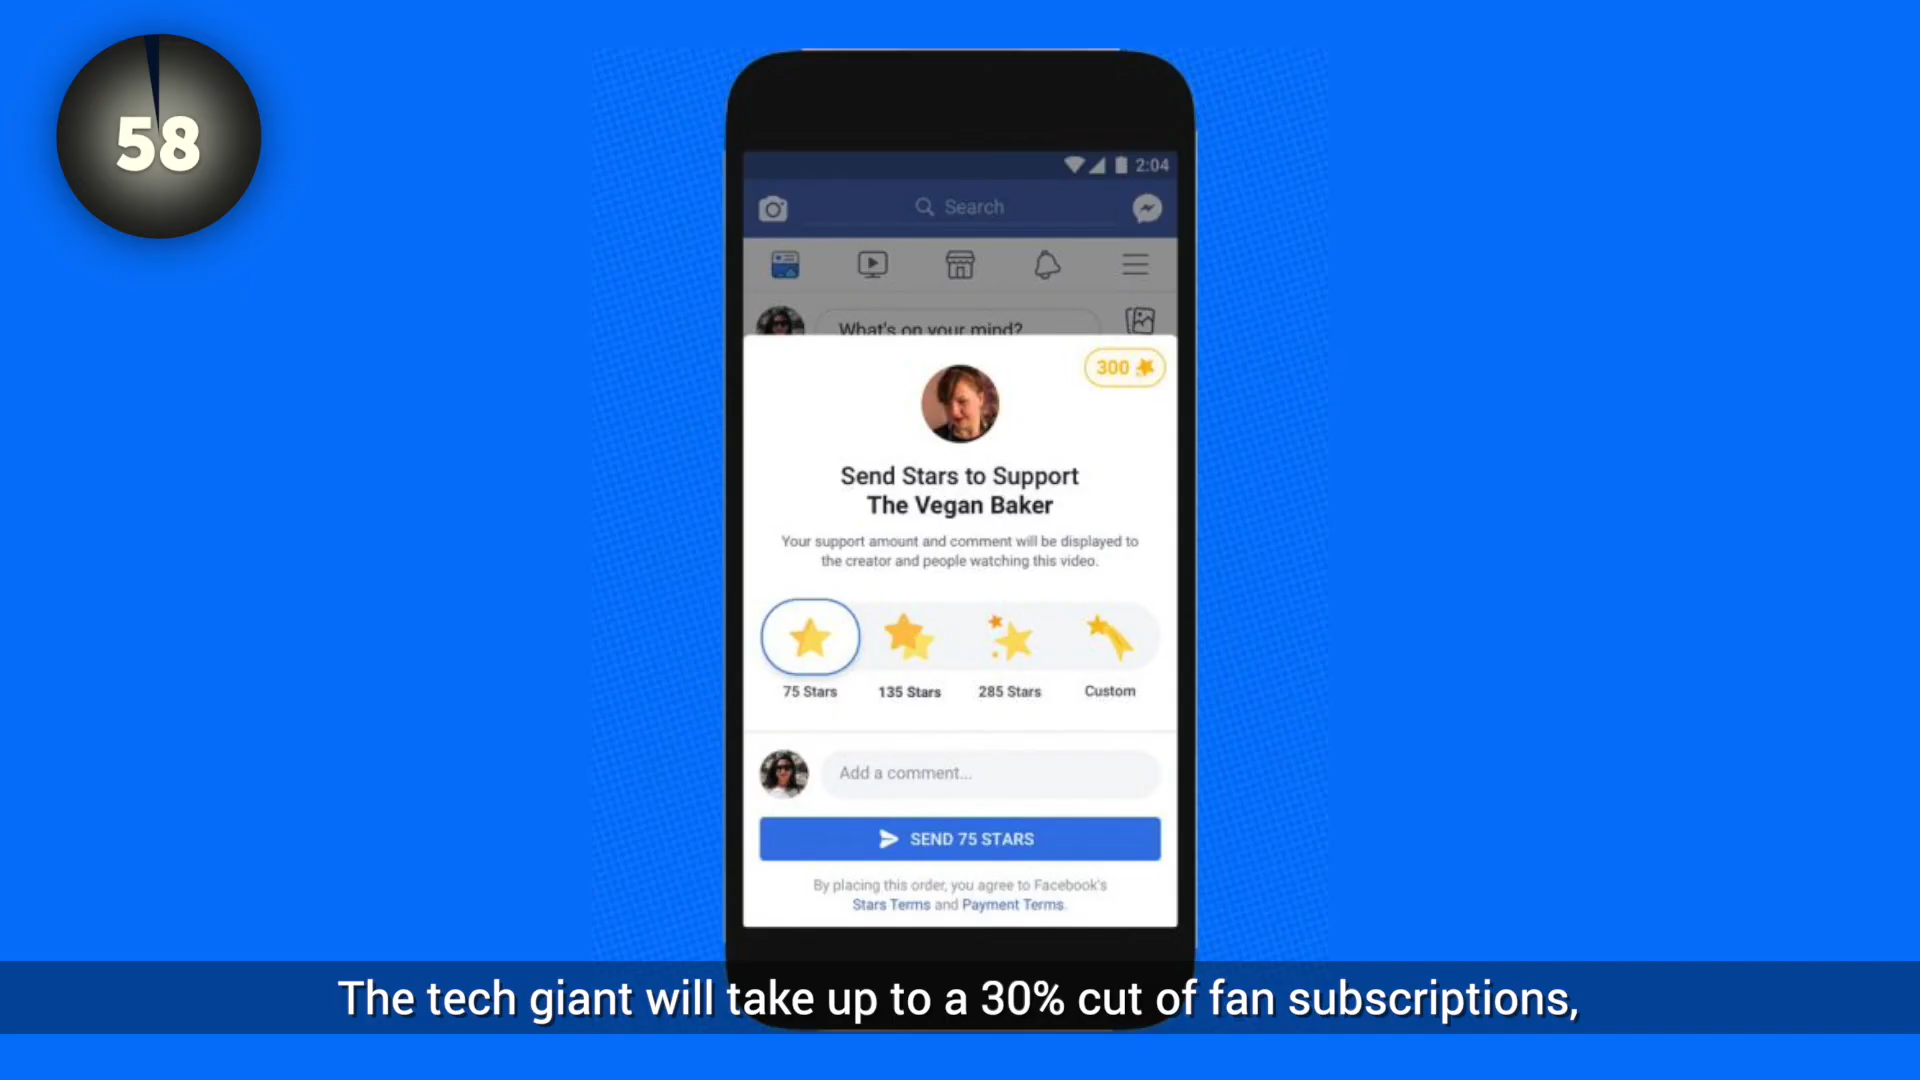 58
2:04
Search
What's on your mind?
300
Send Stars to Support
The Vegan Baker
Your support amount and comment will be displayed to
the creator and people watching this video.
75 Stars
135 Stars
285 Stars
Custom
Add a comment...
SEND 75 STARS
By placing this order, you agree to Facebook's
Stars Terms and Payment Terms.
The tech giant will take up to a 30% cut of fan subscriptions,